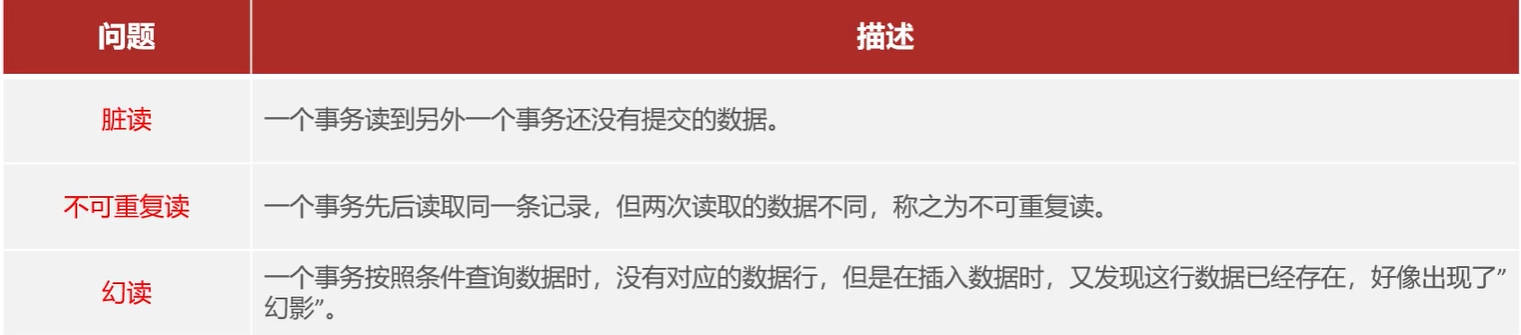 问题 描述
脏读 一个事务读到另外一个事务还没有提交的数据。
不可重复读 一个事务先后读取同一条记录，但两次读取的数据不同，称之为不可重复读。
幻读 一个事务按照条件查询数据时，没有对应的数据行，但是在插入数据时，又发现这行数据已经存在，好像出现了”
幻影”。